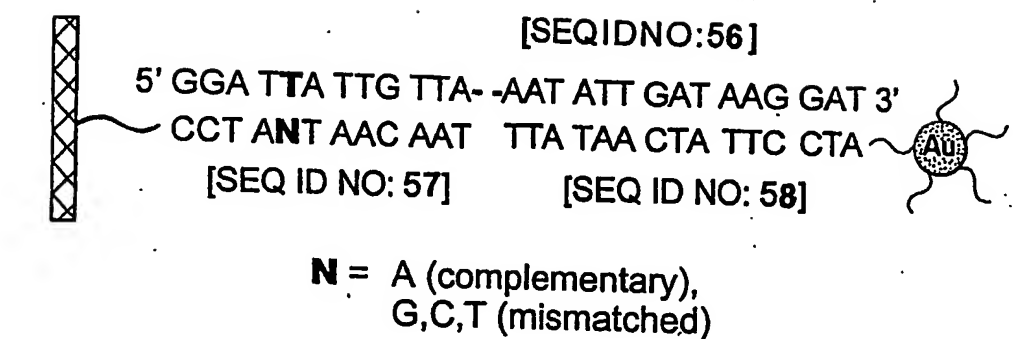 [SEQIDNO:56]
5' GGA TTA TTG TTA- -AAT ATT GAT AAG GAT 3'
CCT ANT AAC AAT TTA TAA CTA TTC CTA Au
[SEQ ID NO: 57] [SEQ ID NO: 58]
N = A (complementary),
G,C,T (mismatched)